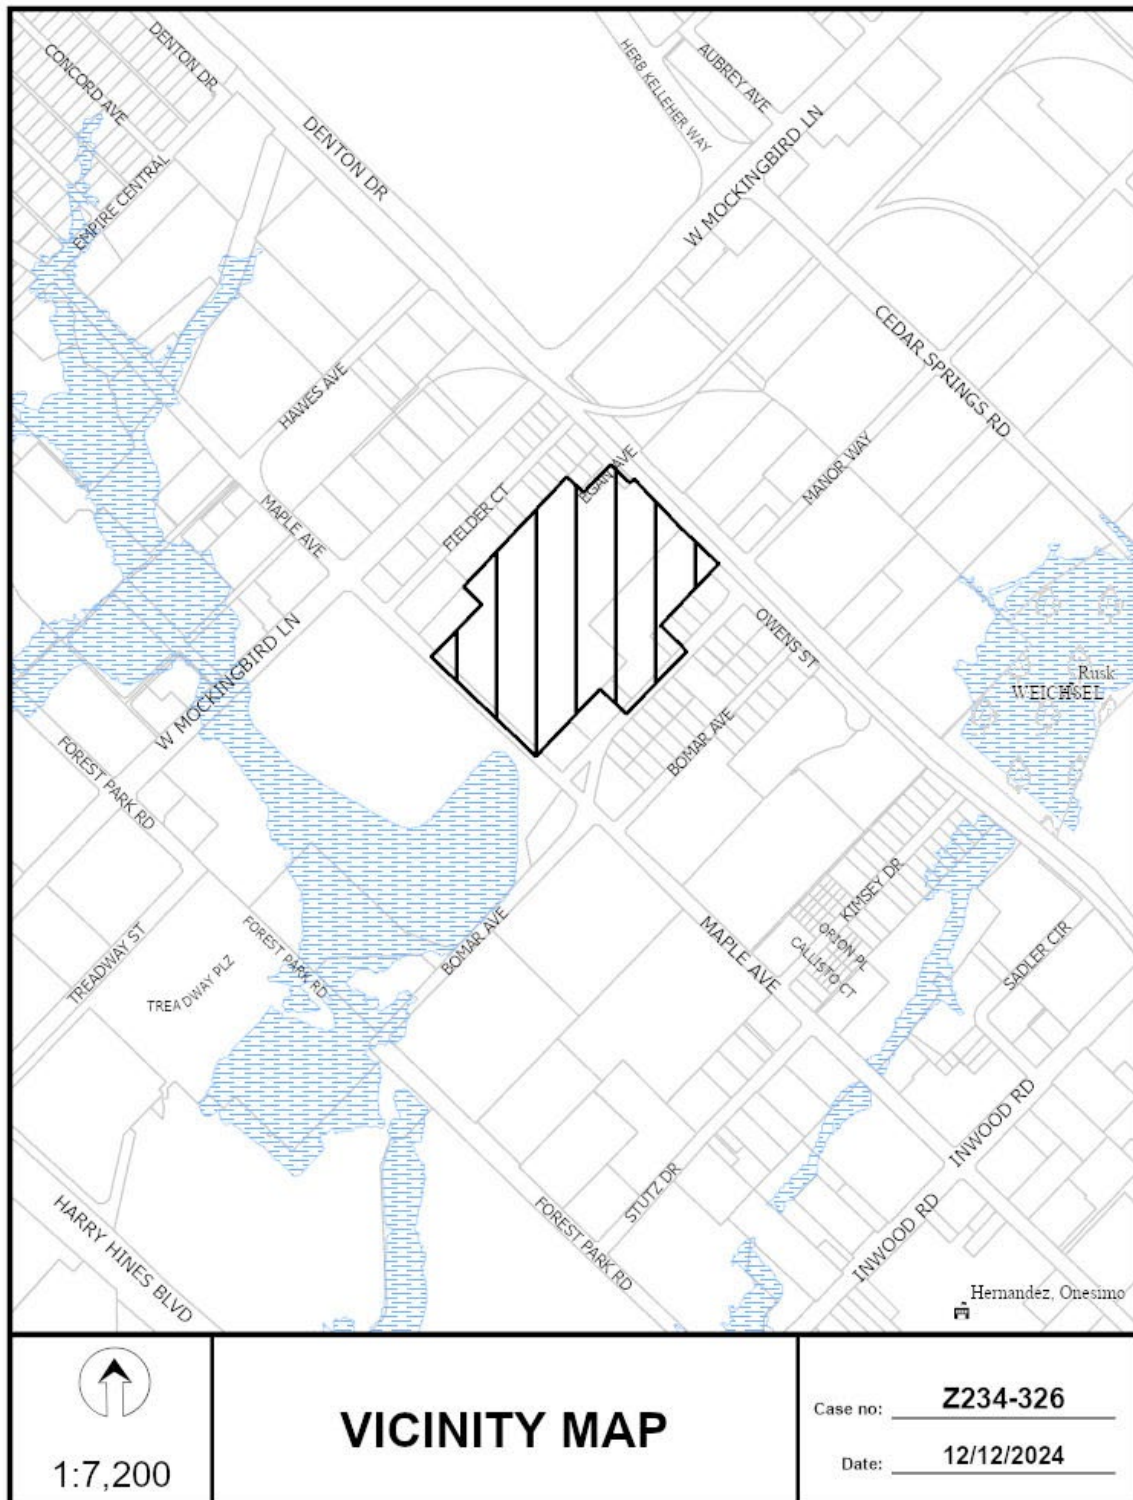 DENTON DR
CONCORD AVE
HERB KELLEHER WAY
AUBREY AVE
DENTON DR
W MOCKINGBIRD LN
EMPIRE CENTRAL
CEDAR SPRINGS RD
HAWES AVE
MANOR WAY
EGAN AVE
FIELDER CT
MAPLE AVE
OWENS ST
W MOCKINGBIRD LN
Rusk
WEICHSEL
BOMAR AVE
FOREST PARK RD
KIMSEY DR
ORION PL
CALLISTO CT
BOMAR AVE
FOREST PARK RD
MAPLE AVE
SADLER CIR
TREADWAY ST
TREADWAY PLZ
INWOOD RD
STUTZ DR
FOREST PARK RD
INWOOD RD
HARRY HINES BLVD
Hernandez, Onesimo
1:7,200
VICINITY MAP
Case no: Z234-326
Date: 12/12/2024